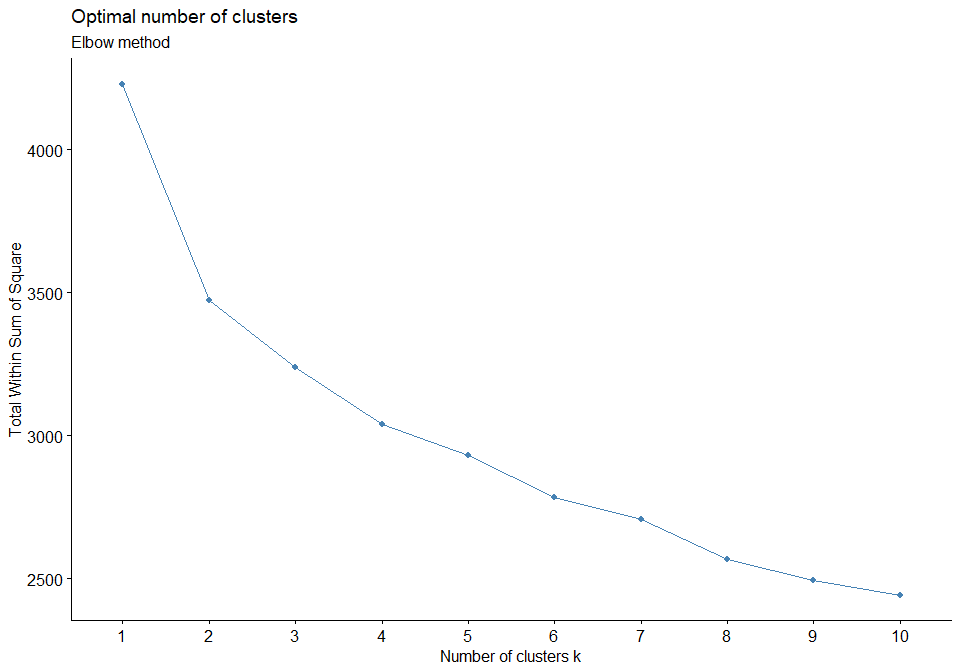 Optimal number of clusters
Elbow method
Total Within Sum of Square
4000
3500
3000
2500
1 2 3 4 5 6 7 8 9 10
Number of clusters k